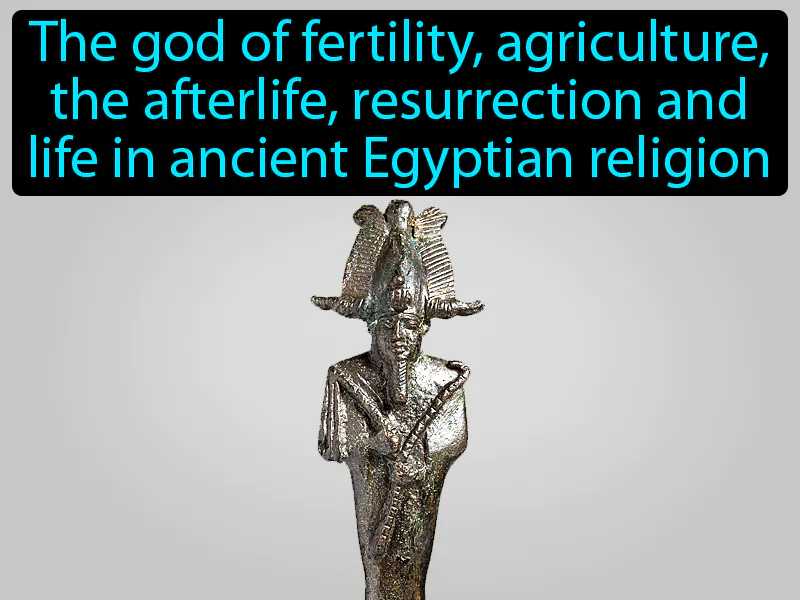 The god of fertility, agriculture,
the afterlife, resurrection and
life in ancient Egyptian religion